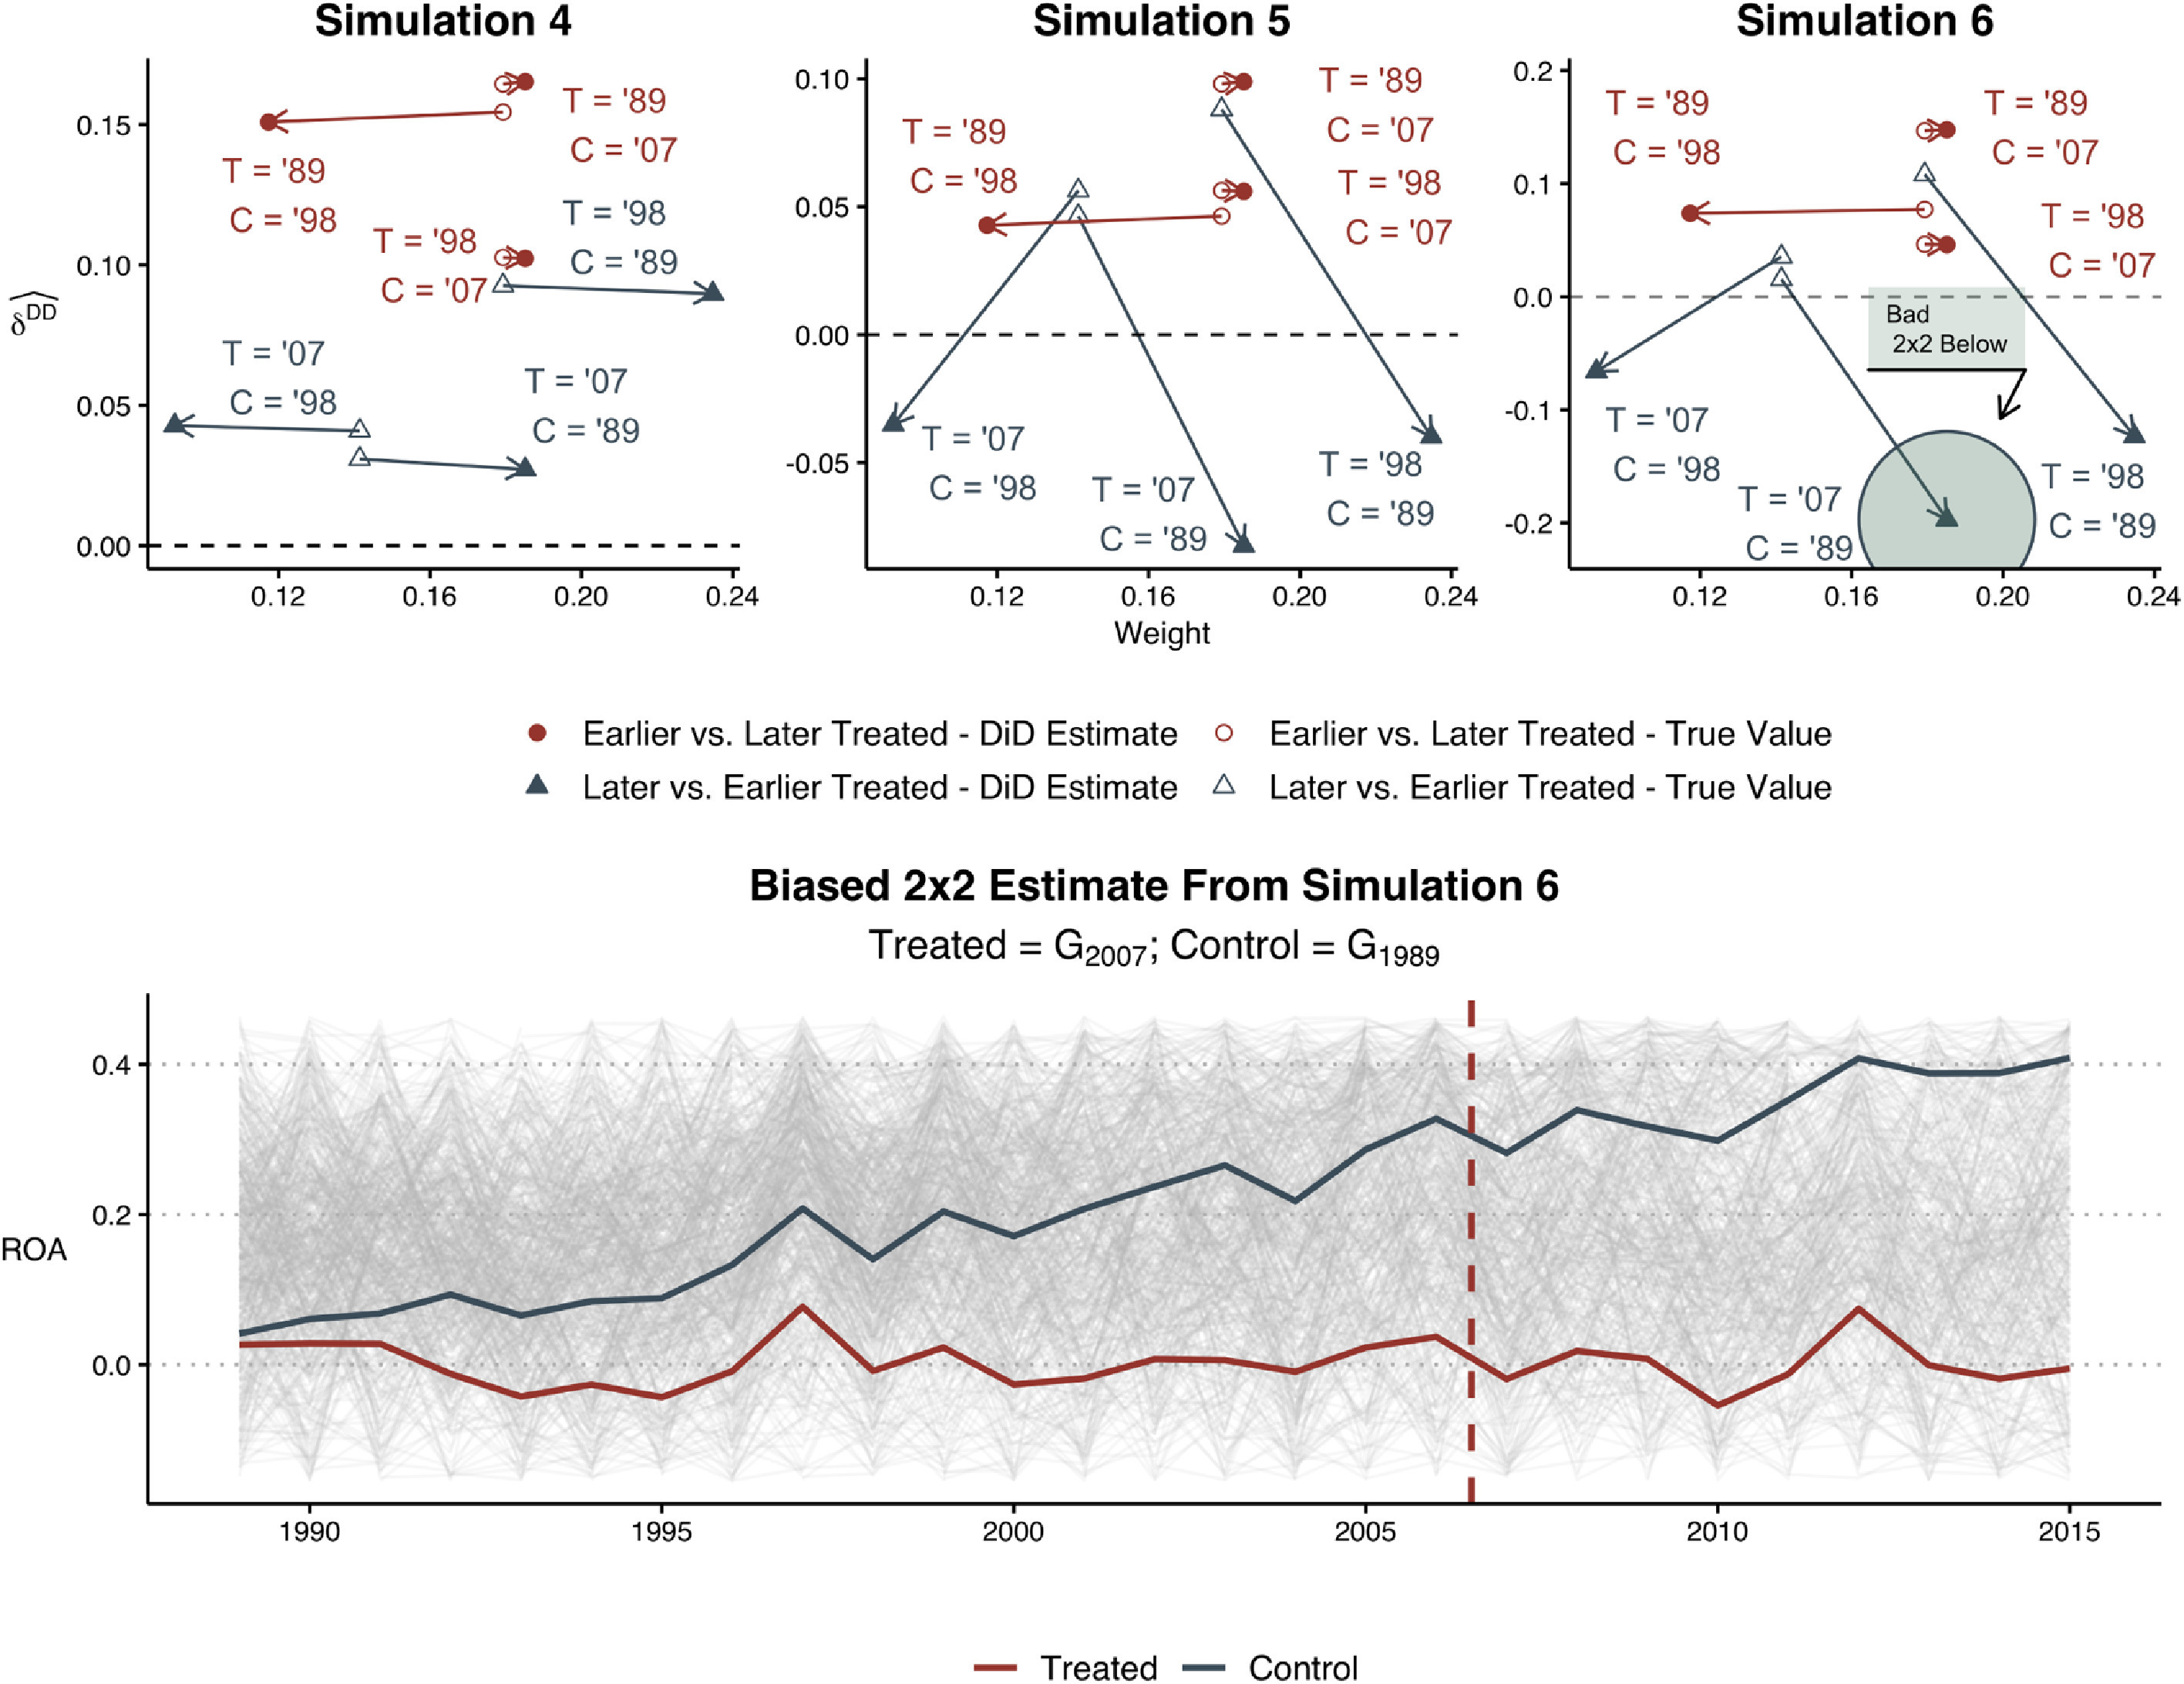 Simulation 4
Simulation 5
Simulation 6
δ^DD
0.15
0.10
0.05
0.00
T = '89
C = '98
T = '89
C = '07
T = '98
C = '07
T = '98
C = '89
T = '07
C = '98
T = '07
C = '89
0.12
0.16
0.20
0.24
0.10
0.05
0.00
-0.05
T = '89
C = '98
T = '89
C = '07
T = '98
C = '07
T = '07
C = '98
T = '07
C = '89
T = '98
C = '89
0.12
0.16
0.20
0.24
Weight
0.2
0.1
0.0
-0.1
-0.2
T = '89
C = '98
T = '89
C = '07
T = '98
C = '07
Bad
2x2 Below
T = '07
C = '98
T = '07
C = '89
T = '98
C = '89
0.12
0.16
0.20
0.24
Earlier vs. Later Treated - DiD Estimate
Earlier vs. Later Treated - True Value
Later vs. Earlier Treated - DiD Estimate
Later vs. Earlier Treated - True Value
Biased 2x2 Estimate From Simulation 6
Treated = G2007; Control = G1989
ROA
0.4
0.2
0.0
1990
1995
2000
2005
2010
2015
Treated
Control